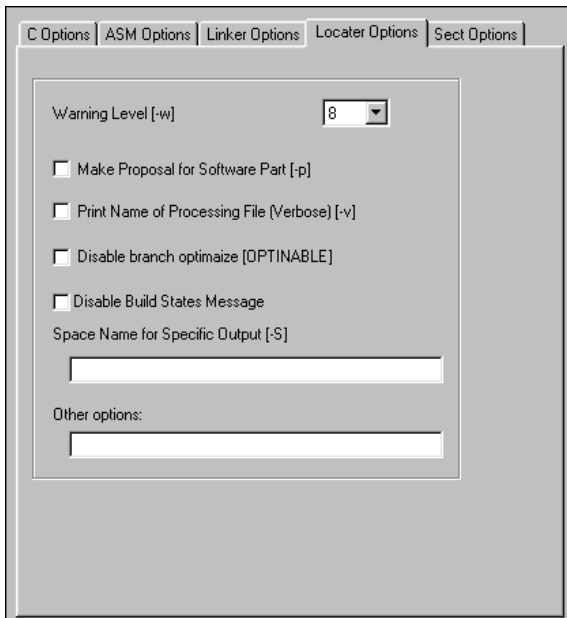 C Options ASM Options Linker Options Locater Options Sect Options
Warning Level [-w] 8
Make Proposal for Software Part [-p]
Print Name of Processing File (Verbose) [-v]
Disable branch optimaize [OPTINABLE]
Disable Build States Message
Space Name for Specific Output [-S]
Other options: